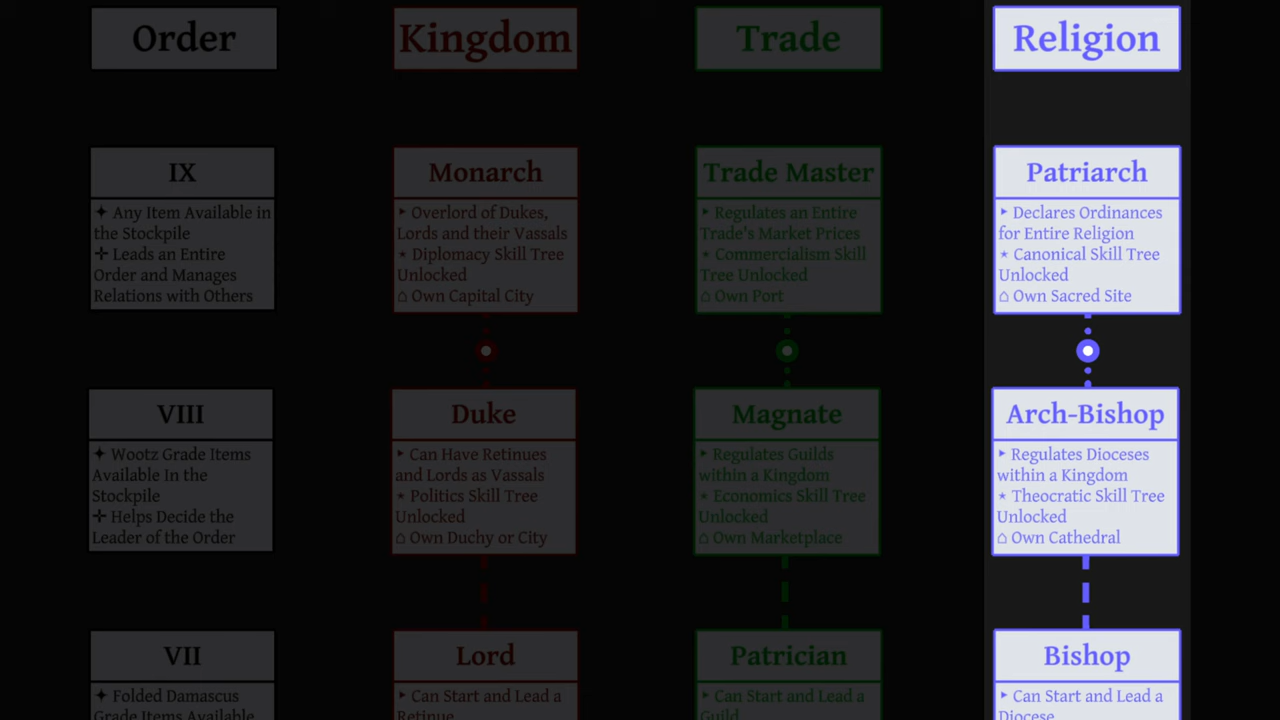 Order
Kingdom
Trade
Religion
IX
✦ Any Item Available in
the Stockpile
✛ Leads an Entire
Order and Manages
Relations with Others
Monarch
‣ Overlord of Dukes,
Lords and their Vassals
⋆ Diplomacy Skill Tree
Unlocked
⌂ Own Capital City
Trade Master
‣ Regulates an Entire
Trade's Market Prices
⋆ Commercialism Skill
Tree Unlocked
⌂ Own Port
Patriarch
‣ Declares Ordinances
for Entire Religion
⋆ Canonical Skill Tree
Unlocked
⌂ Own Sacred Site
VIII
✦ Wootz Grade Items
Available In the
Stockpile
✛ Helps Decide the
Leader of the Order
Duke
‣ Can Have Retinues
and Lords as Vassals
⋆ Politics Skill Tree
Unlocked
⌂ Own Duchy or City
Magnate
‣ Regulates Guilds
within a Kingdom
⋆ Economics Skill Tree
Unlocked
⌂ Own Marketplace
Arch-Bishop
‣ Regulates Dioceses
within a Kingdom
⋆ Theocratic Skill Tree
Unlocked
⌂ Own Cathedral
VII
✦ Folded Damascus
Grade Items Available
Lord
‣ Can Start and Lead a
Retinue
Patrician
‣ Can Start and Lead a
Guild
Bishop
‣ Can Start and Lead a
Diocese